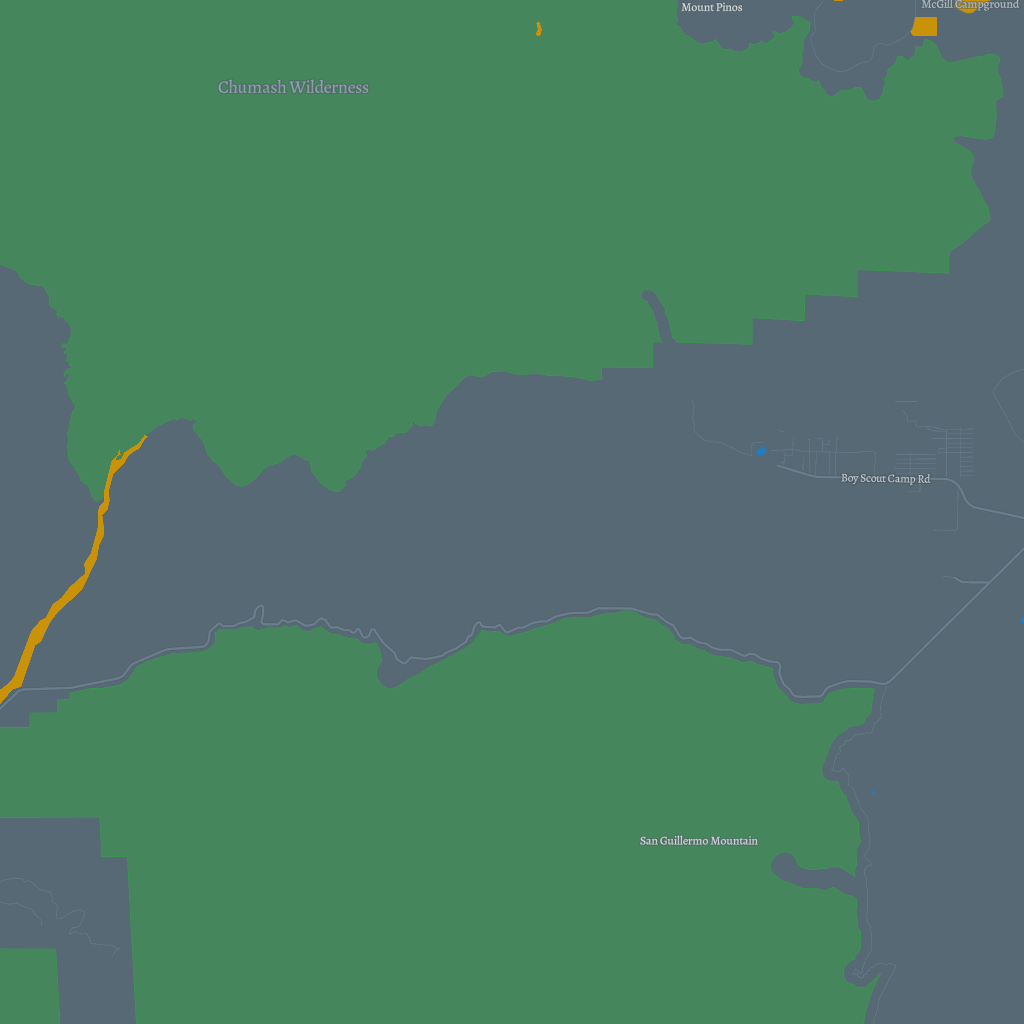 McGill Campground
Mount Pinos
Chumash Wilderness
Boy Scout Camp Rd
San Guillermo Mountain